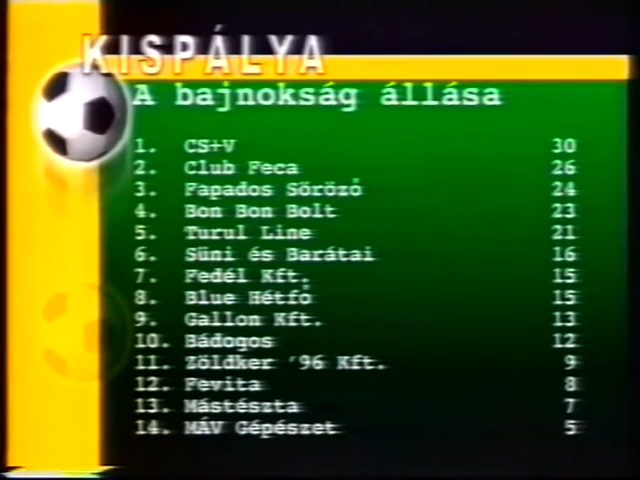 KISPÁLYA
A bajnokság állása
1. CS+V 30
2. Club Feca 26
3. Fapados Söröző 24
4. Bon Bon Bolt 23
5. Turul Line 21
6. Süni és Barátai 16
7. Fedél Kft. 15
8. Blue Hétfő 15
9. Gallon Kft. 13
10. Bádogos 12
11. Zöldker '96 Kft. 9
12. Fevita 8
13. Mástészta 7
14. MÁV Gépészet 5